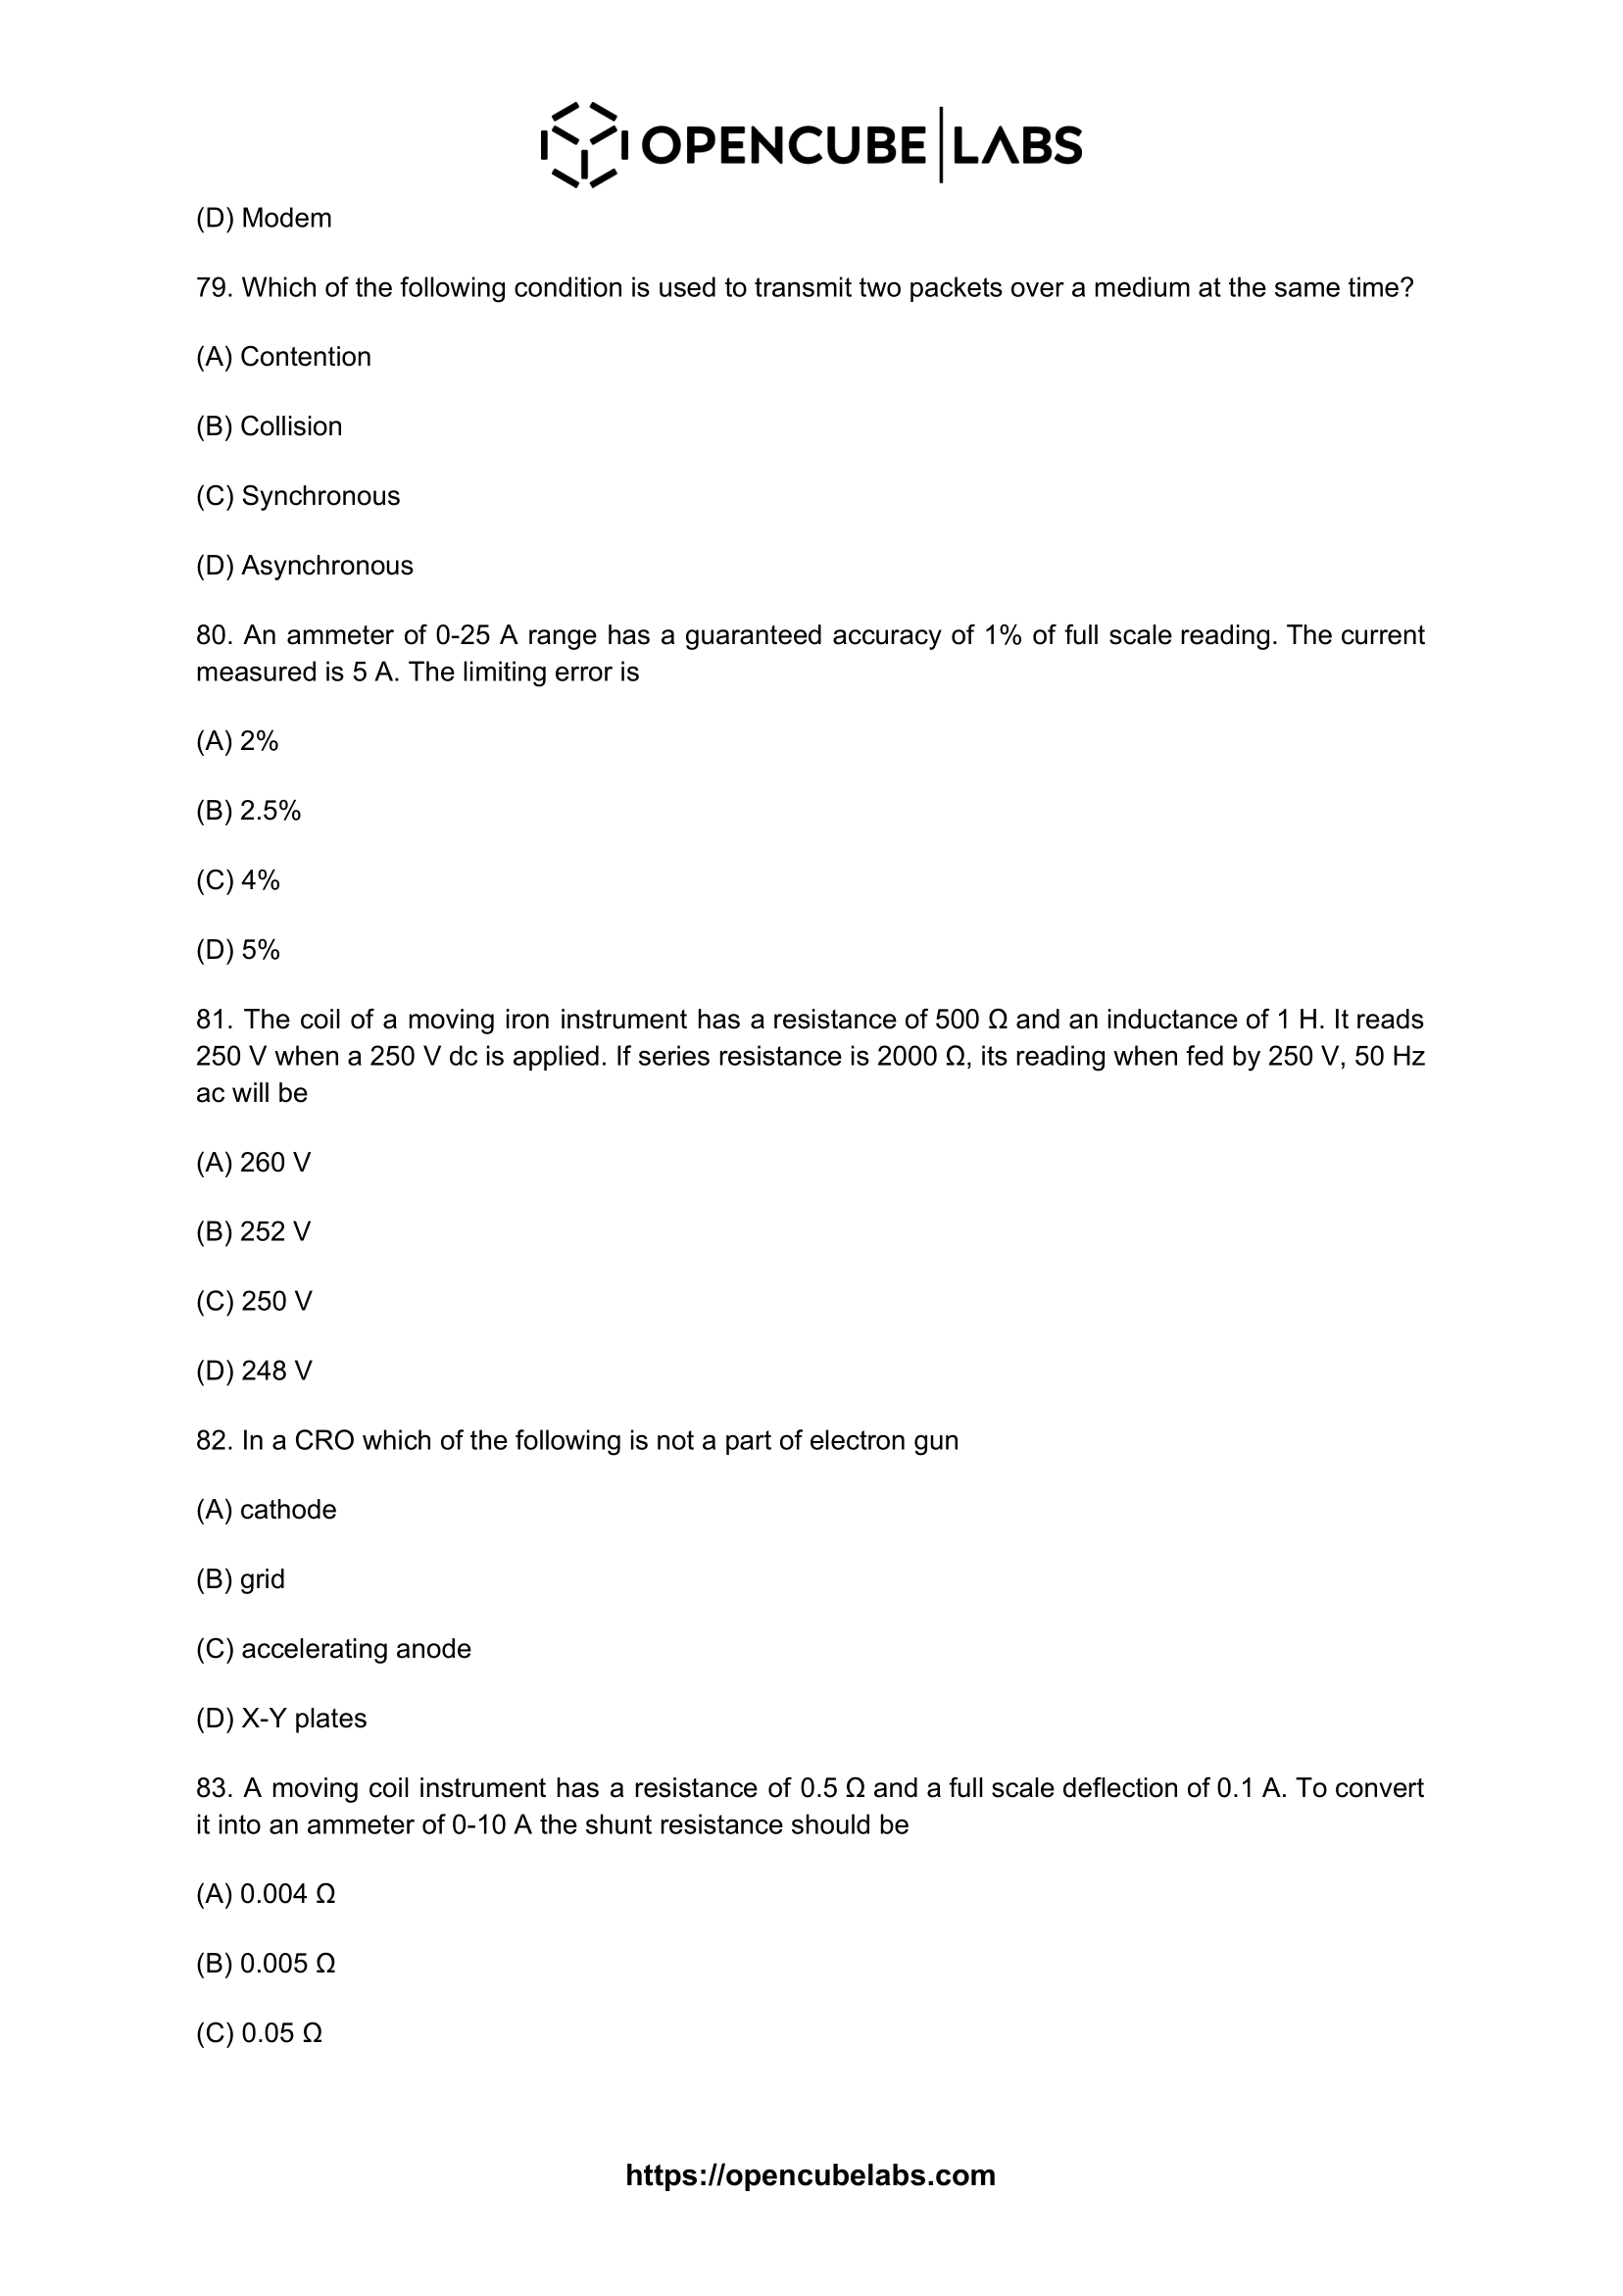 OPENCUBE LABS
(D) Modem
79. Which of the following condition is used to transmit two packets over a medium at the same time?
(A) Contention
(B) Collision
(C) Synchronous
(D) Asynchronous
80. An ammeter of 0-25 A range has a guaranteed accuracy of 1% of full scale reading. The current
measured is 5 A. The limiting error is
(A) 2%
(B) 2.5%
(C) 4%
(D) 5%
81. The coil of a moving iron instrument has a resistance of 500 Ω and an inductance of 1 H. It reads
250 V when a 250 V dc is applied. If series resistance is 2000 Ω, its reading when fed by 250 V, 50 Hz
ac will be
(A) 260 V
(B) 252 V
(C) 250 V
(D) 248 V
82. In a CRO which of the following is not a part of electron gun
(A) cathode
(B) grid
(C) accelerating anode
(D) X-Y plates
83. A moving coil instrument has a resistance of 0.5 Ω and a full scale deflection of 0.1 A. To convert
it into an ammeter of 0-10 A the shunt resistance should be
(A) 0.004 Ω
(B) 0.005 Ω
(C) 0.05 Ω
https://opencubelabs.com